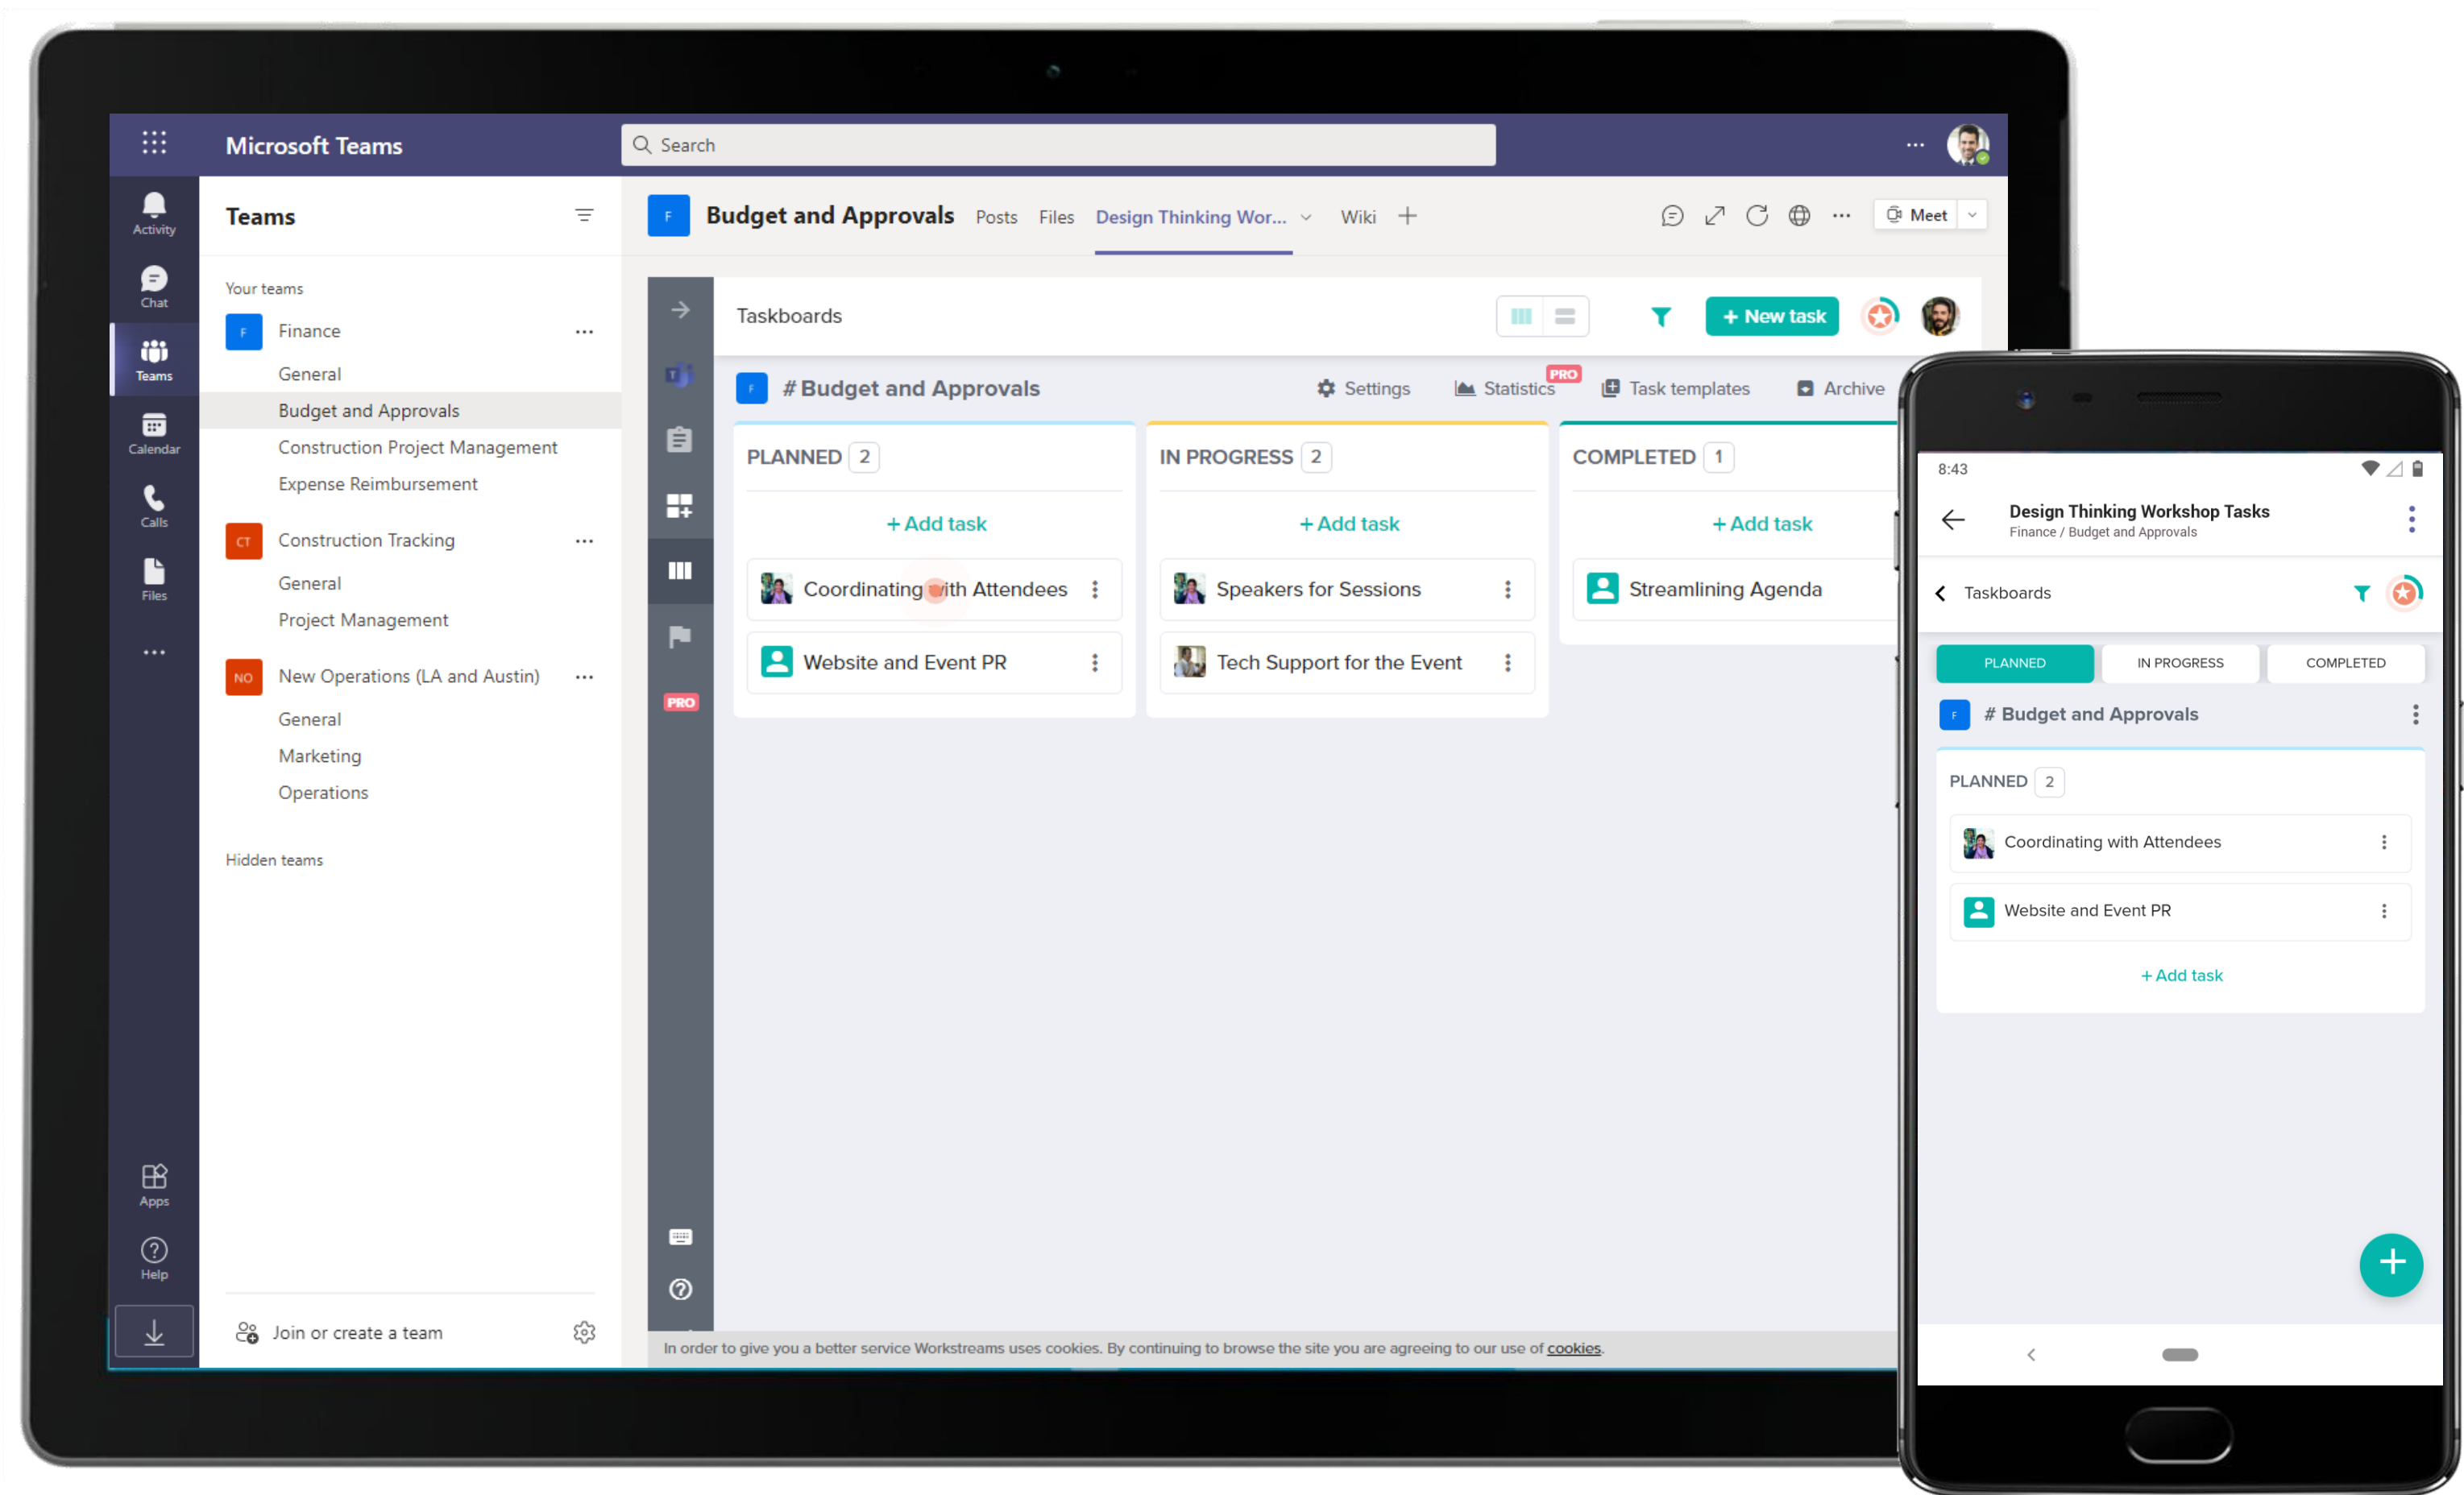 Microsoft Teams
Search
Activity
Chat
Teams
Calendar
Calls
Files
Apps
Help
Teams
Your teams
F Finance
General
Budget and Approvals
Construction Project Management
Expense Reimbursement
CT Construction Tracking
General
Project Management
NO New Operations (LA and Austin)
General
Marketing
Operations
Hidden teams
Join or create a team
F Budget and Approvals Posts Files Design Thinking Wor... Wiki
Meet
Taskboards
+ New task
T
PRO
F # Budget and Approvals
Settings Statistics PRO Task templates Archive
PLANNED 2
+ Add task
Coordinating with Attendees
Website and Event PR
IN PROGRESS 2
+ Add task
Speakers for Sessions
Tech Support for the Event
COMPLETED 1
+ Add task
Streamlining Agenda
In order to give you a better service Workstreams uses cookies. By continuing to browse the site you are agreeing to our use of cookies.
8:43
Design Thinking Workshop Tasks
Finance / Budget and Approvals
Taskboards
PLANNED IN PROGRESS COMPLETED
F # Budget and Approvals
PLANNED 2
Coordinating with Attendees
Website and Event PR
+ Add task